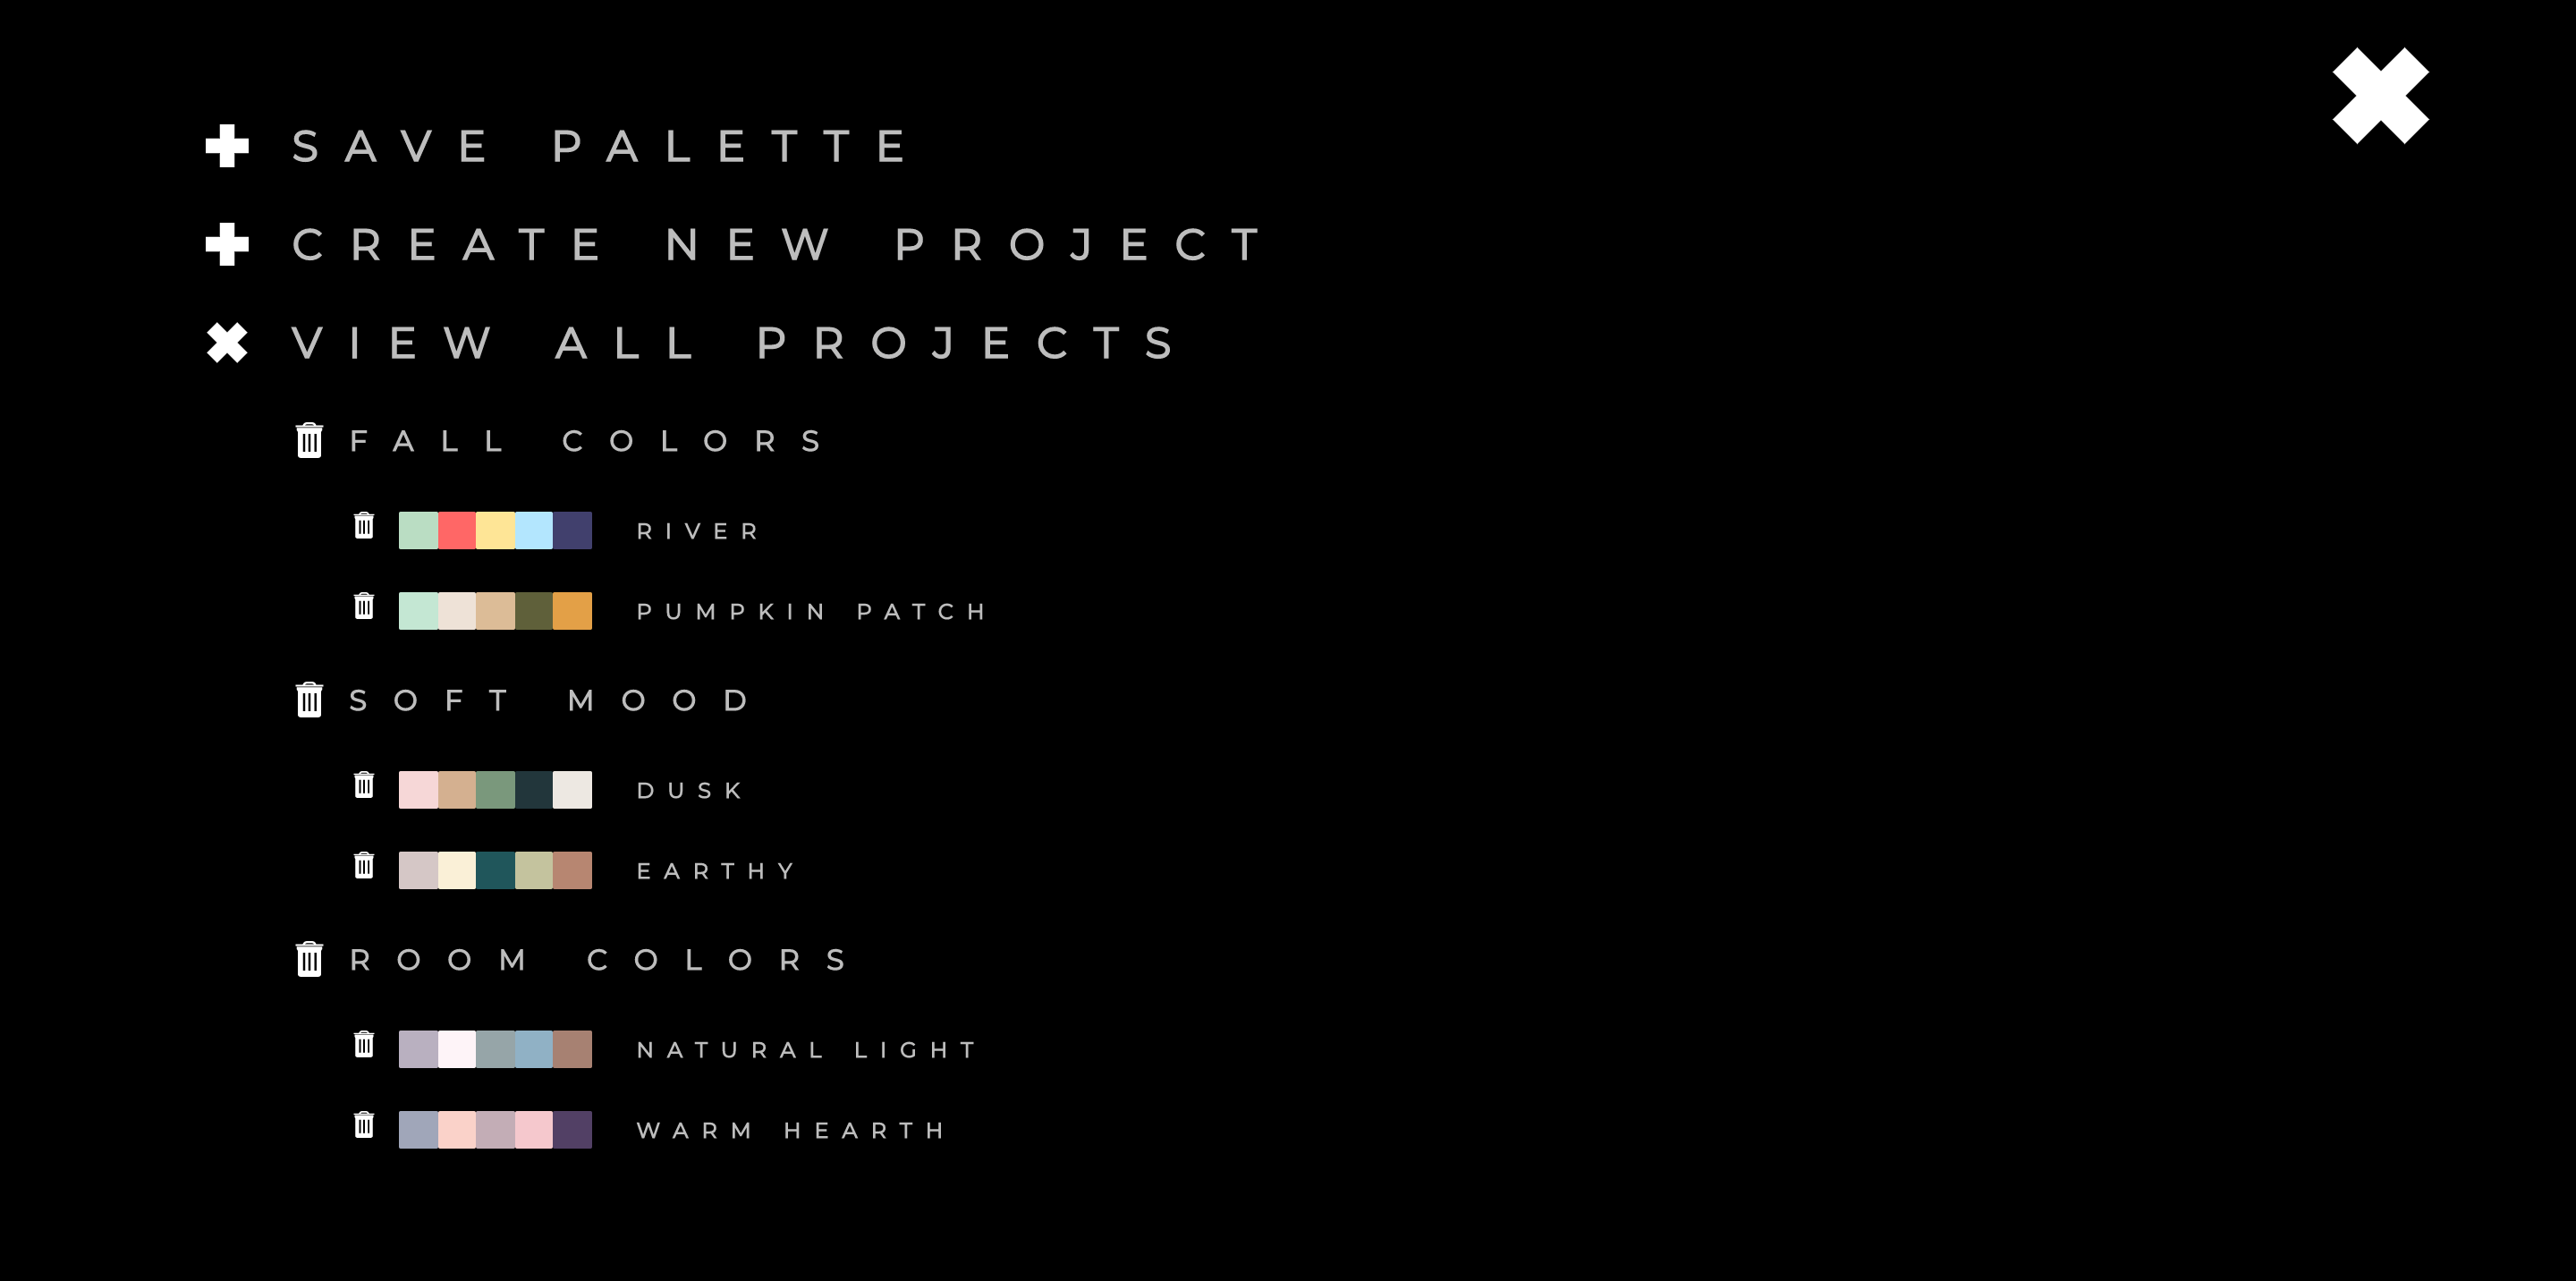 SAVE PALETTE
CREATE NEW PROJECT
VIEW ALL PROJECTS
FALL COLORS
RIVER
PUMPKIN PATCH
SOFT MOOD
DUSK
EARTHY
ROOM COLORS
NATURAL LIGHT
WARM HEARTH